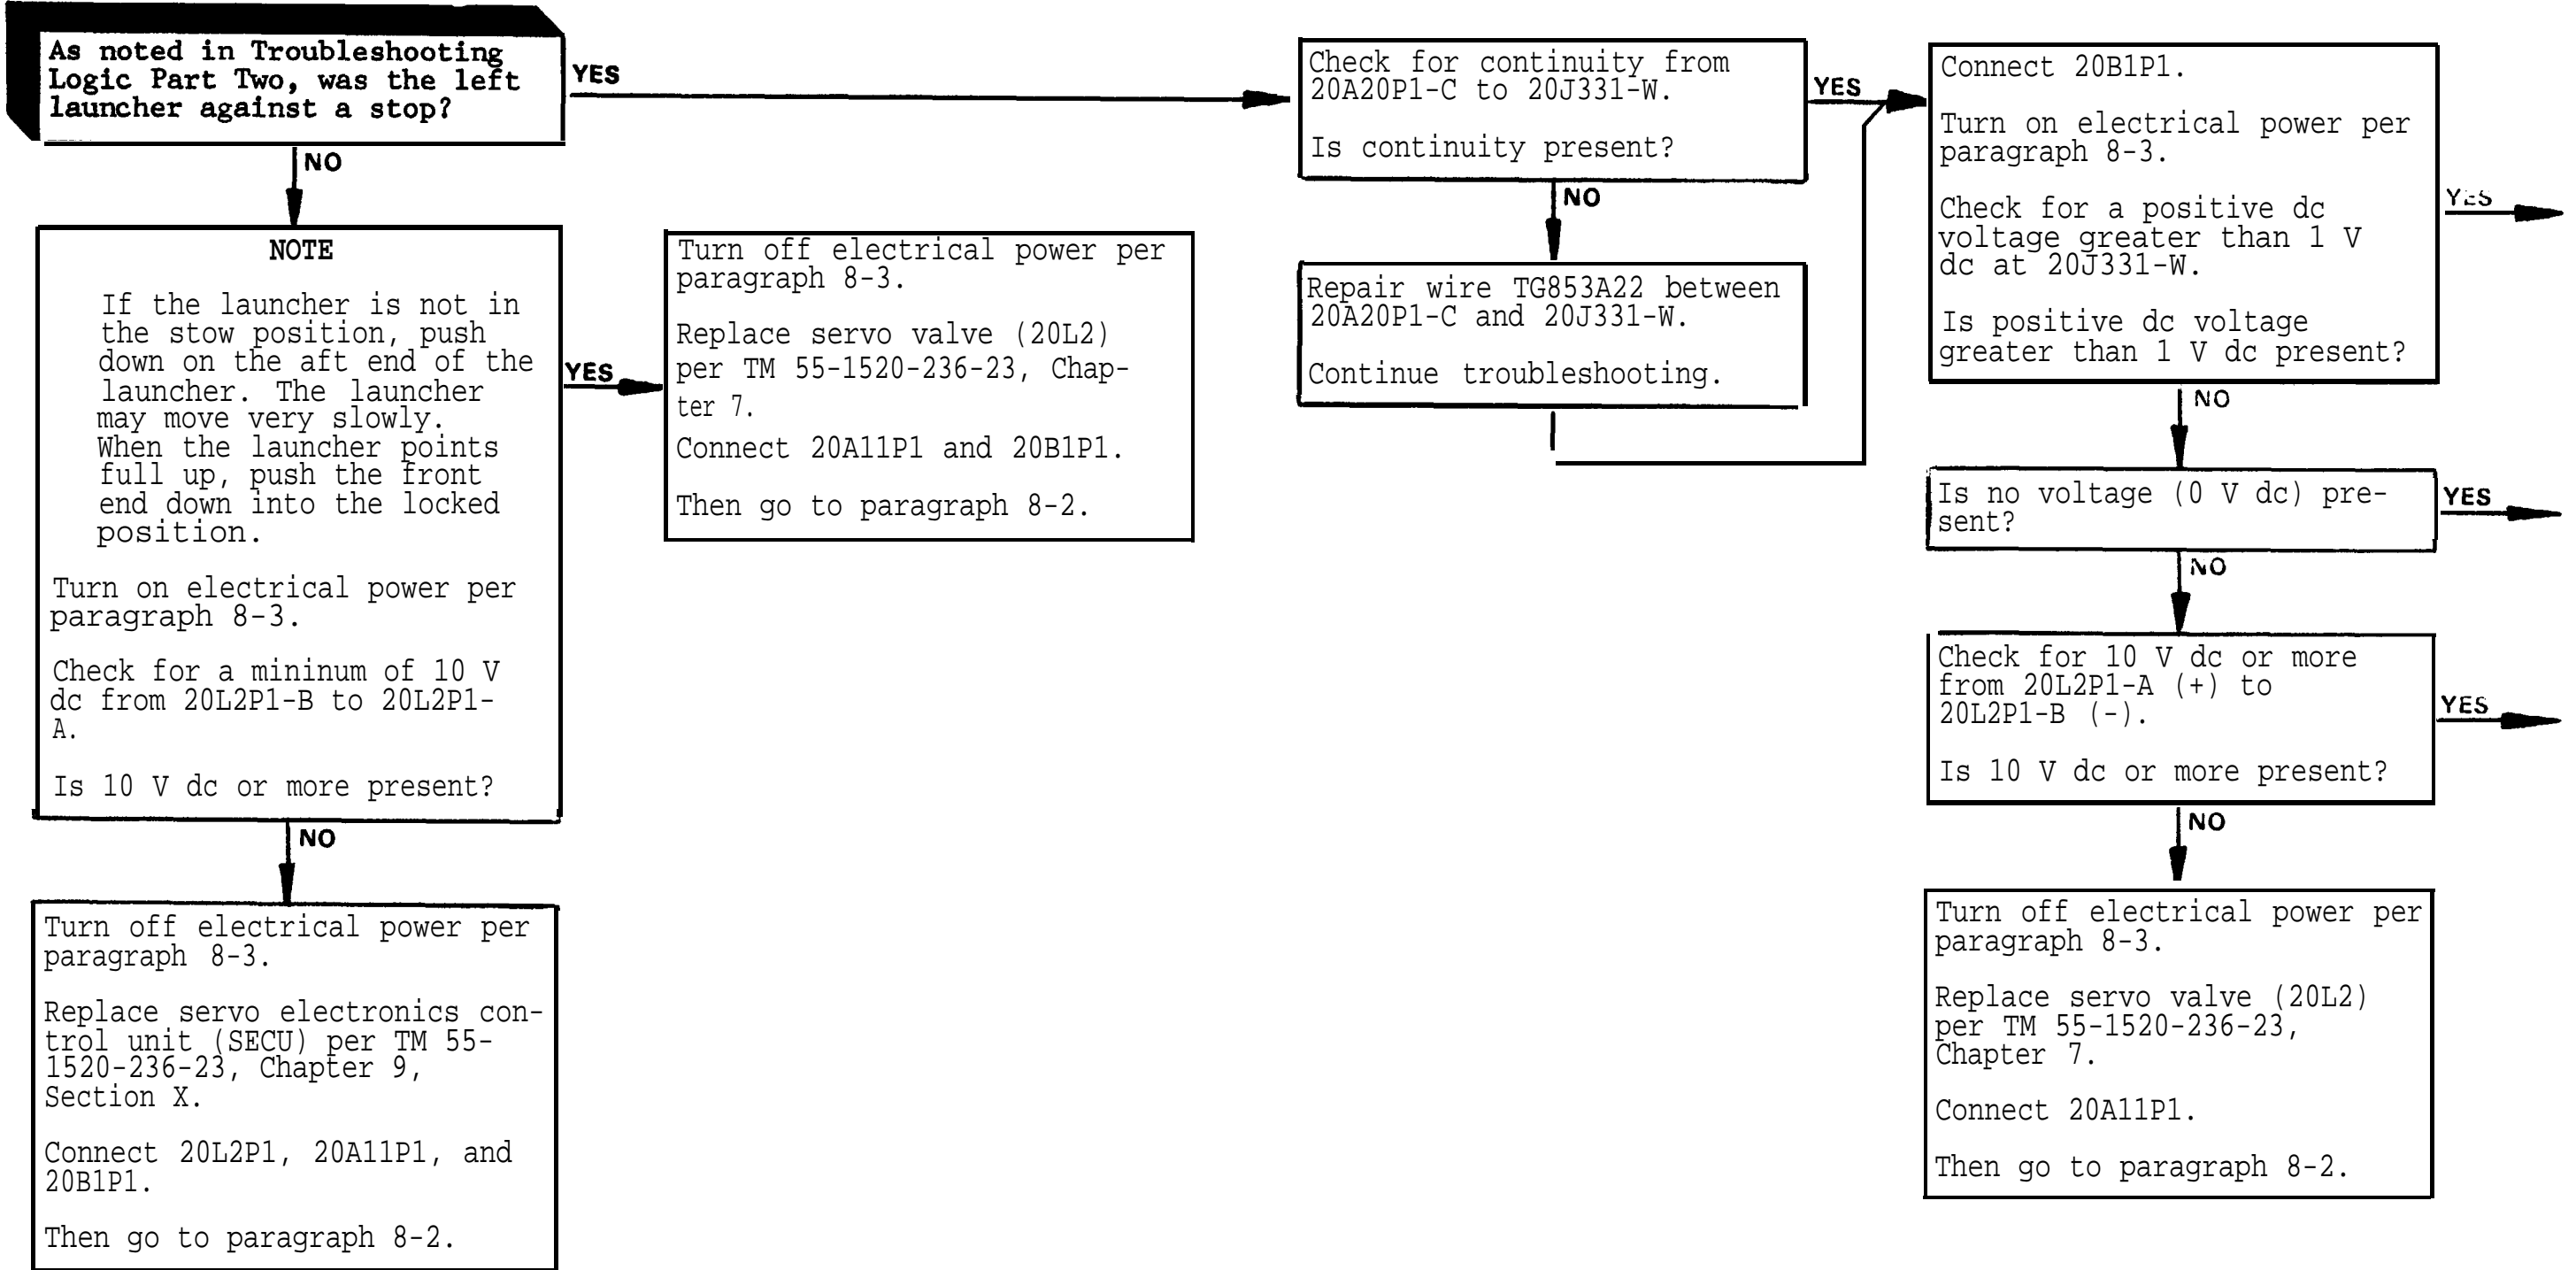 As noted in Troubleshooting
Logic Part Two, was the left
launcher against a stop?
YES
NO
NOTE
If the launcher is not in
the stow position, push
down on the aft end of the
launcher. The launcher
may move very slowly.
When the launcher points
full up, push the front
end down into the locked
position.
Turn on electrical power per
paragraph 8-3.
Check for a mininum of 10 V
dc from 20L2P1-B to 20L2P1-
A.
Is 10 V dc or more present?
YES
NO
Turn off electrical power per
paragraph 8-3.
Replace servo electronics con-
trol unit (SECU) per TM 55-
1520-236-23, Chapter 9,
Section X.
Connect 20L2P1, 20A11P1, and
20B1P1.
Then go to paragraph 8-2.
Turn off electrical power per
paragraph 8-3.
Replace servo valve (20L2)
per TM 55-1520-236-23, Chap-
ter 7.
Connect 20A11P1 and 20B1P1.
Then go to paragraph 8-2.
Check for continuity from
20A20P1-C to 20J331-W.
Is continuity present?
YES
NO
Repair wire TG853A22 between
20A20P1-C and 20J331-W.
Continue troubleshooting.
Connect 20B1P1.
Turn on electrical power per
paragraph 8-3.
Check for a positive dc
voltage greater than 1 V
dc at 20J331-W.
Is positive dc voltage
greater than 1 V dc present?
YES
NO
Is no voltage (0 V dc) pre-
sent?
YES
NO
Check for 10 V dc or more
from 20L2P1-A (+) to
20L2P1-B (-).
Is 10 V dc or more present?
YES
NO
Turn off electrical power per
paragraph 8-3.
Replace servo valve (20L2)
per TM 55-1520-236-23,
Chapter 7.
Connect 20A11P1.
Then go to paragraph 8-2.